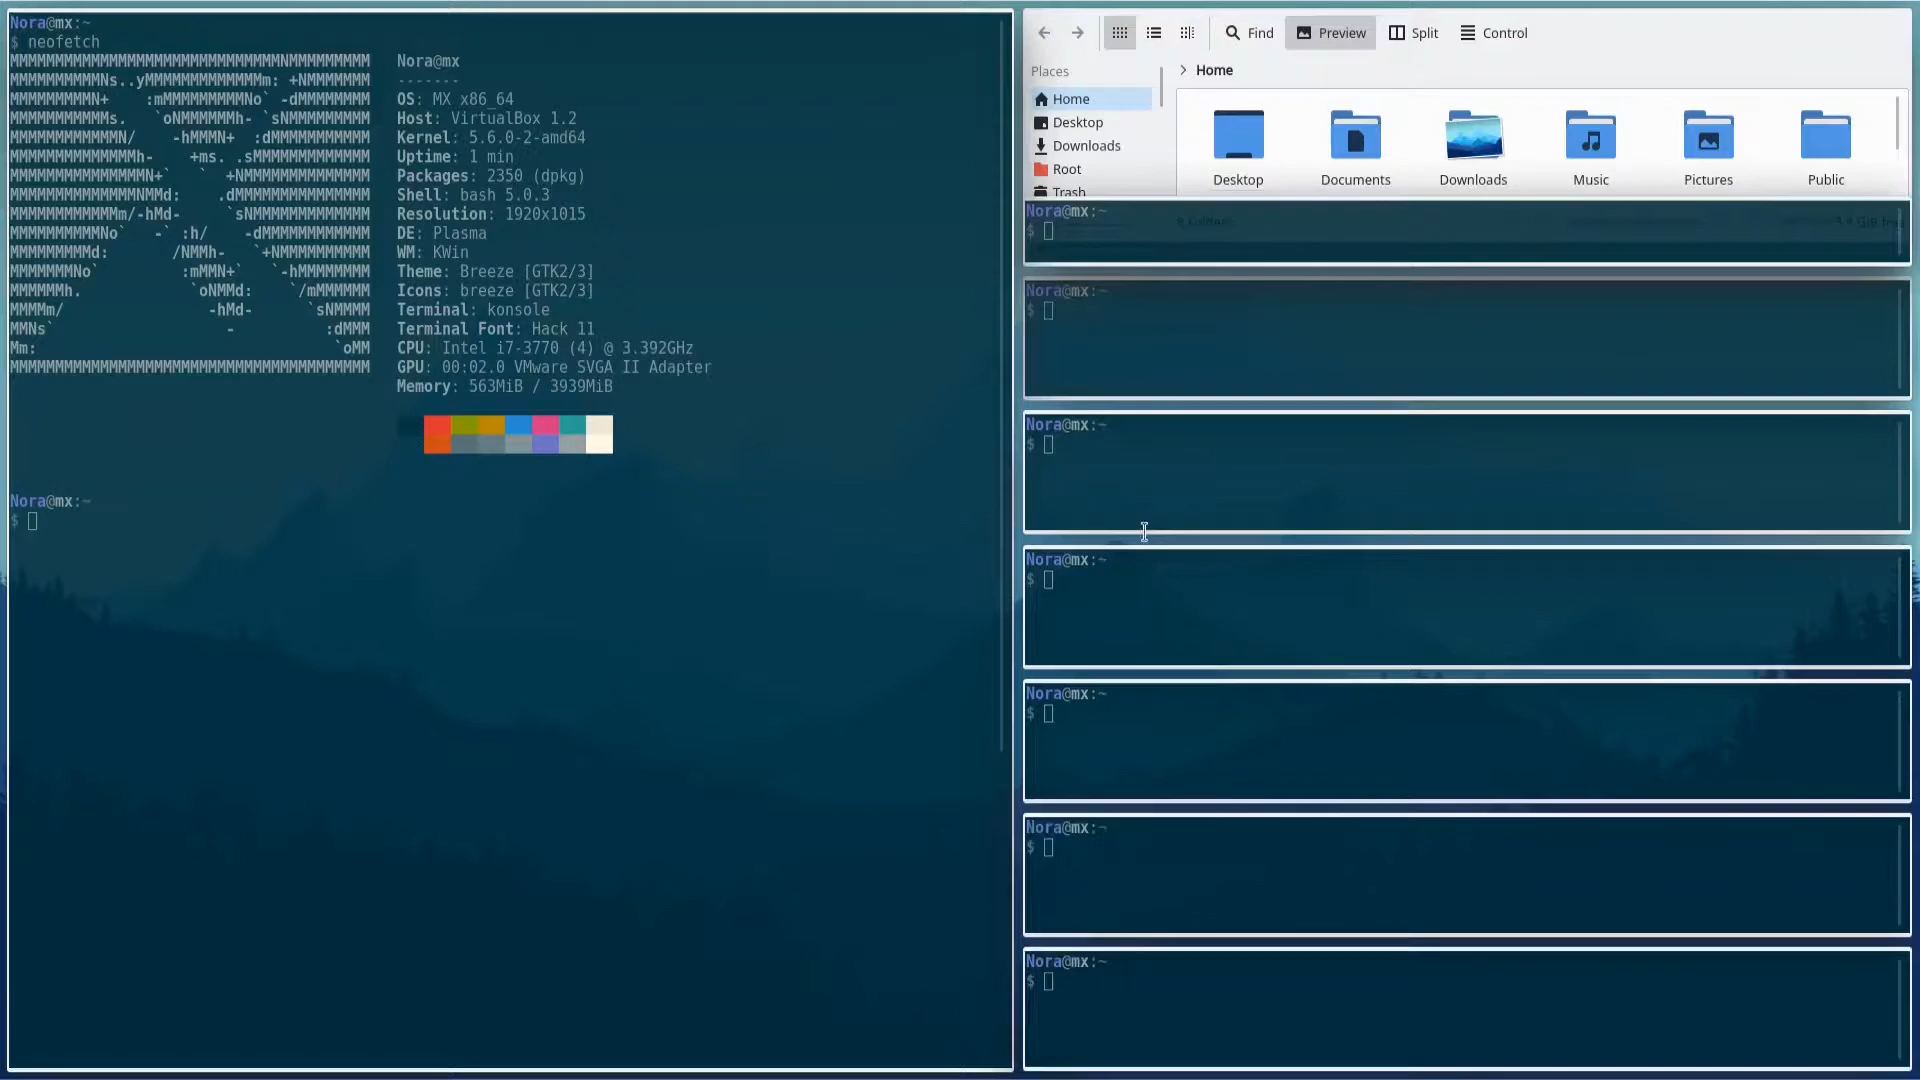 Nora@mx:~
$ neofetch
MMMMMMMMMMMMMMMMMMMMMMMMMMMMMMNMMMMMMMMM
MMMMMMMMMMNs..yMMMMMMMMMMMMMm: +NMMMMMMM
MMMMMMMMMN+    :mMMMMMMMMMNo` -dMMMMMMMM
MMMMMMMMMMMs.   `oNMMMMMMh- `sNMMMMMMMMM
MMMMMMMMMMMMN/    -hMMMN+  :dMMMMMMMMMMM
MMMMMMMMMMMMMMh-    +ms. .sMMMMMMMMMMMMM
MMMMMMMMMMMMMMMN+`   `  +NMMMMMMMMMMMMMM
MMMMMMMMMMMMMMNMMd:    .dMMMMMMMMMMMMMMM
MMMMMMMMMMMMm/-hMd-     `sNMMMMMMMMMMMMM
MMMMMMMMMMNo`   -` :h/    -dMMMMMMMMMMMM
MMMMMMMMMd:       /NMMh-   `+NMMMMMMMMMM
MMMMMMMNo`         :mMMN+`   `-hMMMMMMMM
MMMMMMh.            `oNMMd:    `/mMMMMMM
MMMMm/                -hMd-      `sNMMMM
MMNs`                   -          :dMMM
Mm:                                 `oMM
MMMMMMMMMMMMMMMMMMMMMMMMMMMMMMMMMMMMMMMM
Nora@mx
-------
OS: MX x86_64
Host: VirtualBox 1.2
Kernel: 5.6.0-2-amd64
Uptime: 1 min
Packages: 2350 (dpkg)
Shell: bash 5.0.3
Resolution: 1920x1015
DE: Plasma
WM: KWin
Theme: Breeze [GTK2/3]
Icons: breeze [GTK2/3]
Terminal: konsole
Terminal Font: Hack 11
CPU: Intel i7-3770 (4) @ 3.392GHz
GPU: 00:02.0 VMware SVGA II Adapter
Memory: 563MiB / 3939MiB
Nora@mx:~
$
Find Preview Split Control
Places
Home
Desktop
Downloads
Root
Trash
> Home
Desktop Documents Downloads Music Pictures Public
Nora@mx:~
$
Nora@mx:~
$
Nora@mx:~
$
Nora@mx:~
$
Nora@mx:~
$
Nora@mx:~
$
Nora@mx:~
$